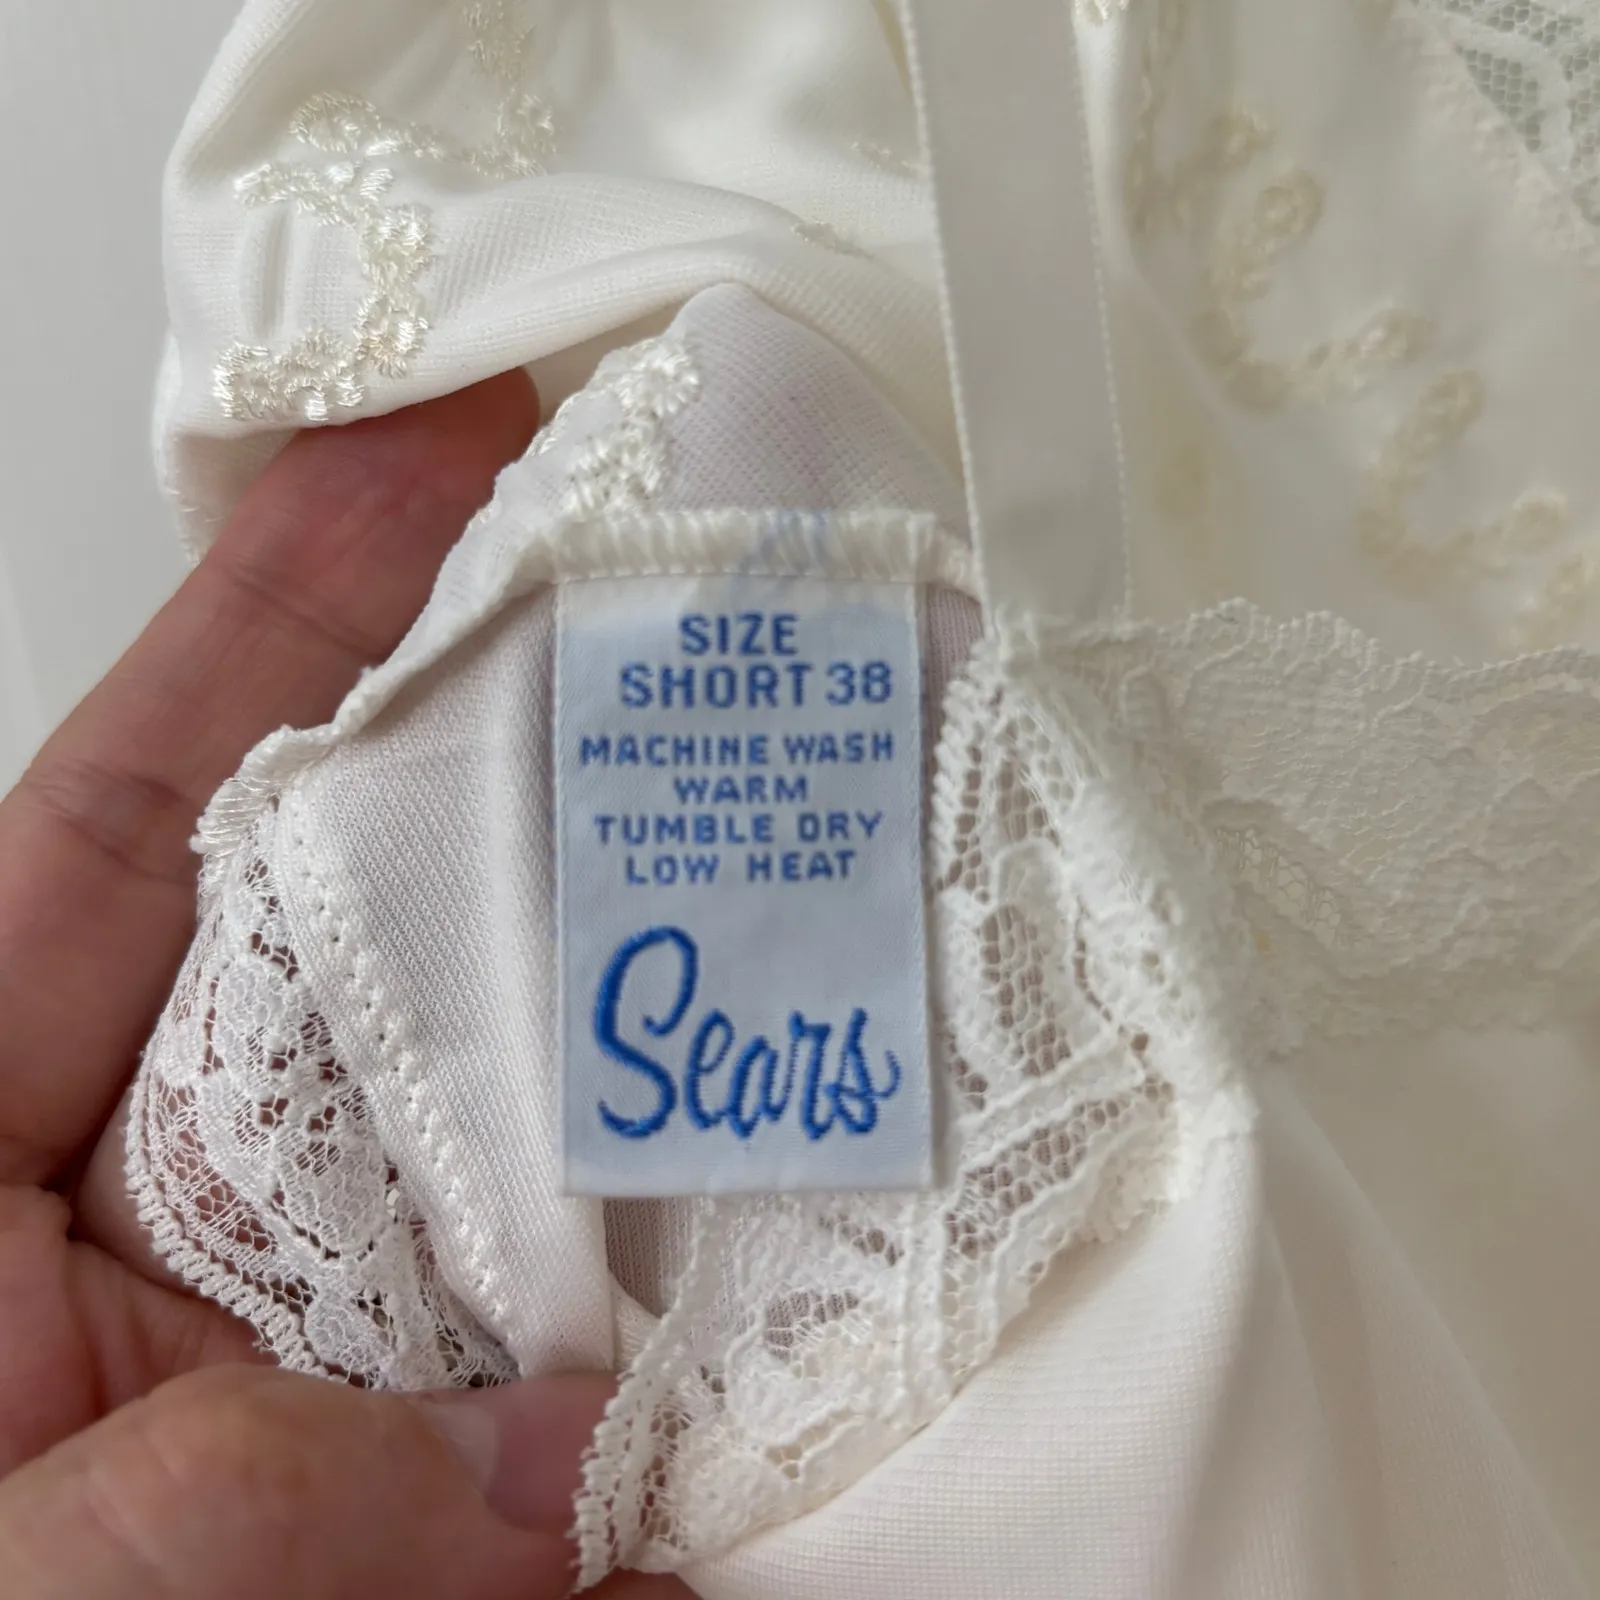 SIZE
SHORT 38
MACHINE WASH
WARM
TUMBLE DRY
LOW HEAT
Sears